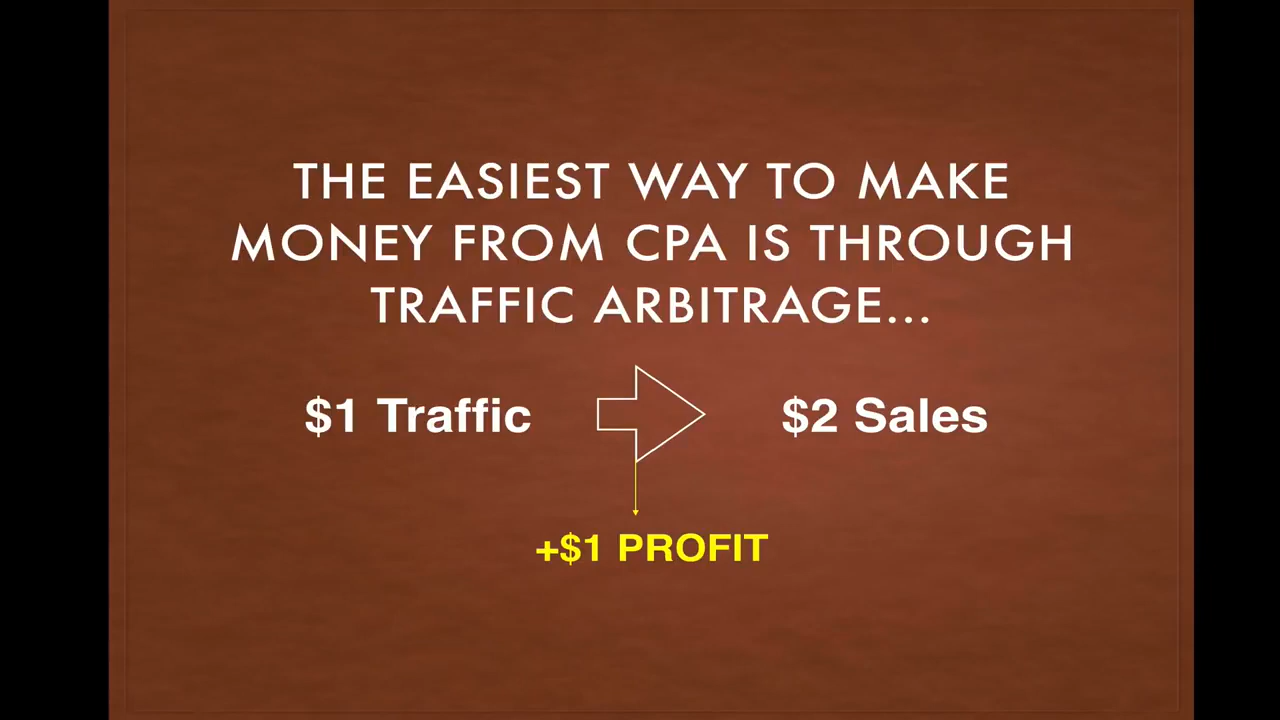 THE EASIEST WAY TO MAKE
MONEY FROM CPA IS THROUGH
TRAFFIC ARBITRAGE...
$1 Traffic
$2 Sales
+$1 PROFIT